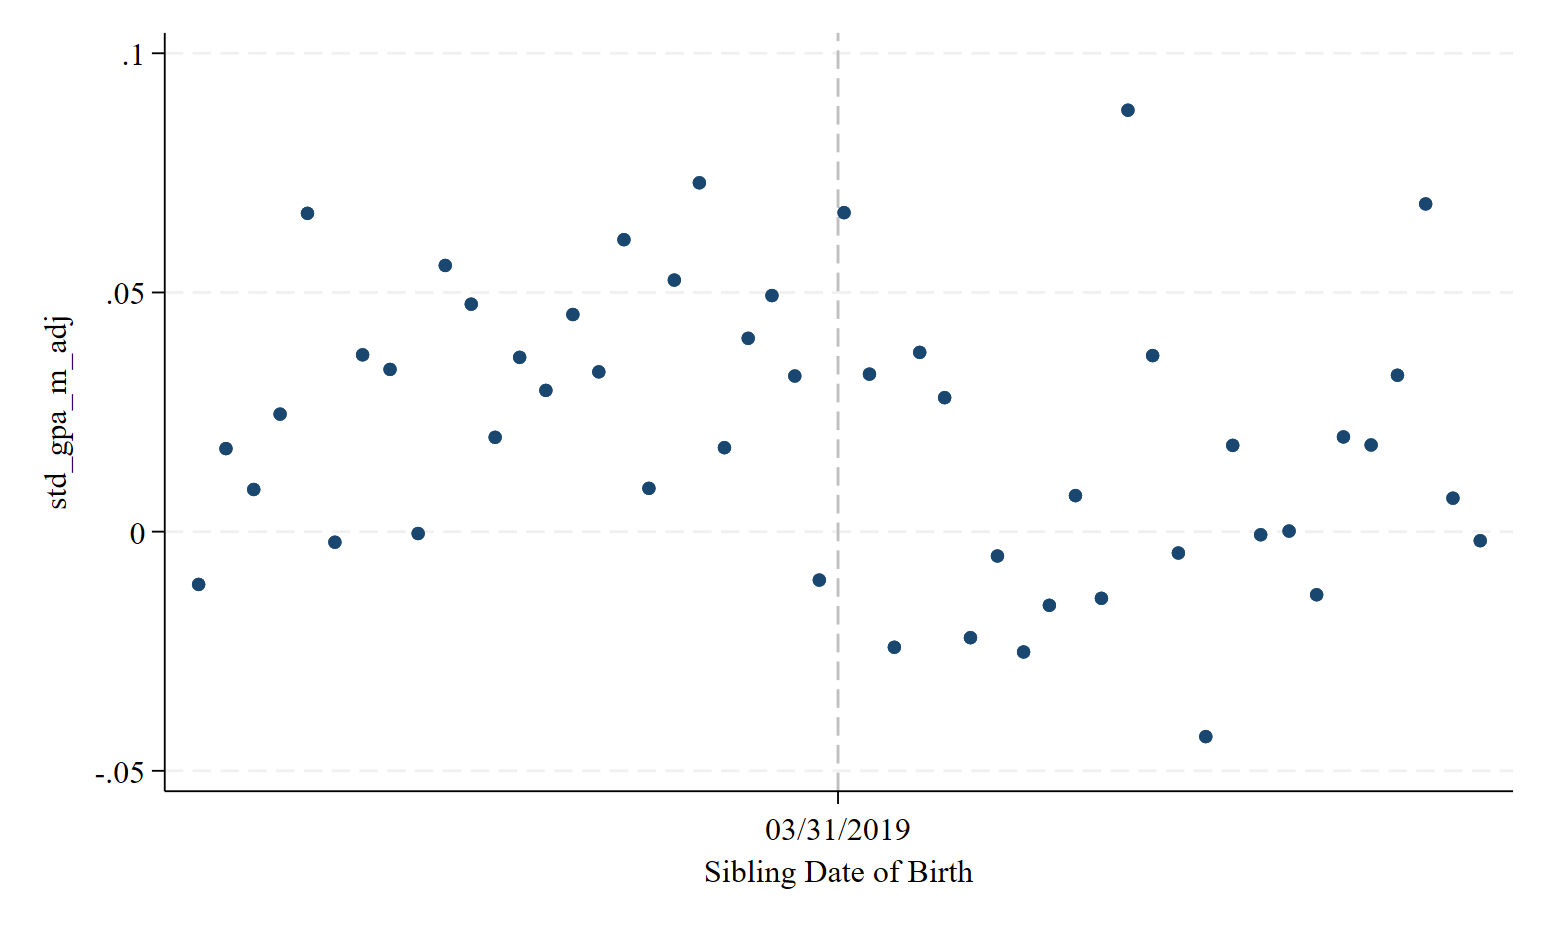 .1
.05
0
-.05
std_gpa_m_adj
03/31/2019
Sibling Date of Birth